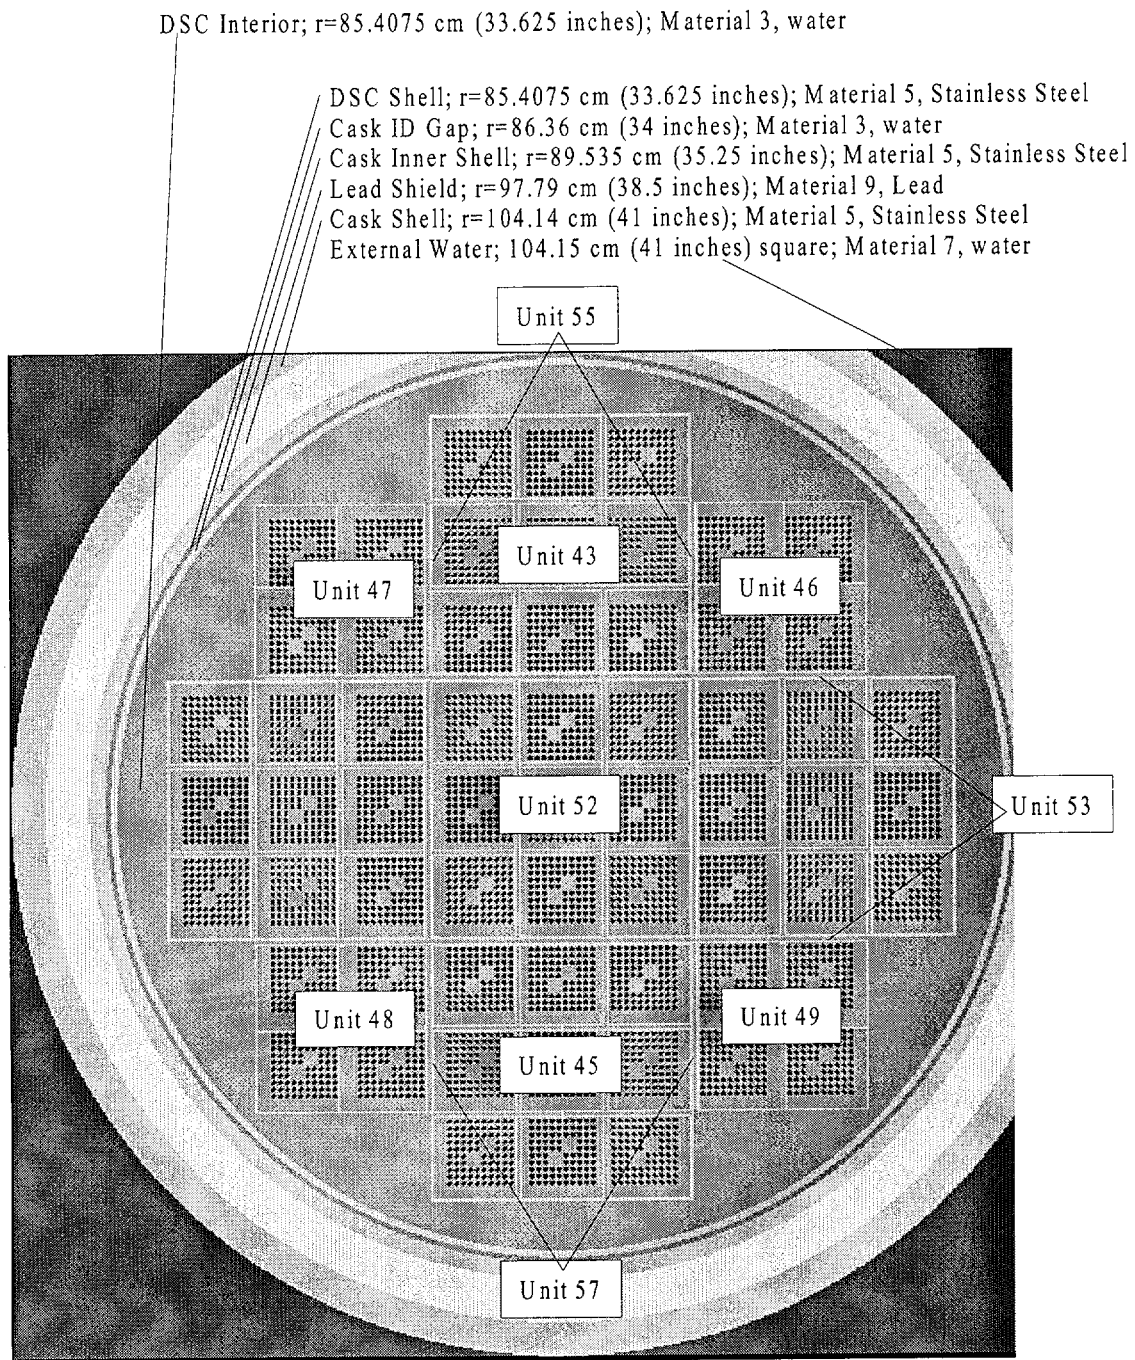 DSC Interior; r=85.4075 cm (33.625 inches); Material 3, water
DSC Shell; r=85.4075 cm (33.625 inches); Material 5, Stainless Steel
Cask ID Gap; r=86.36 cm (34 inches); Material 3, water
Cask Inner Shell; r=89.535 cm (35.25 inches); Material 5, Stainless Steel
Lead Shield; r=97.79 cm (38.5 inches); Material 9, Lead
Cask Shell; r=104.14 cm (41 inches); Material 5, Stainless Steel
External Water; 104.15 cm (41 inches) square; Material 7, water
Unit 55
Unit 43
Unit 47
Unit 46
Unit 52
Unit 53
Unit 48
Unit 49
Unit 45
Unit 57